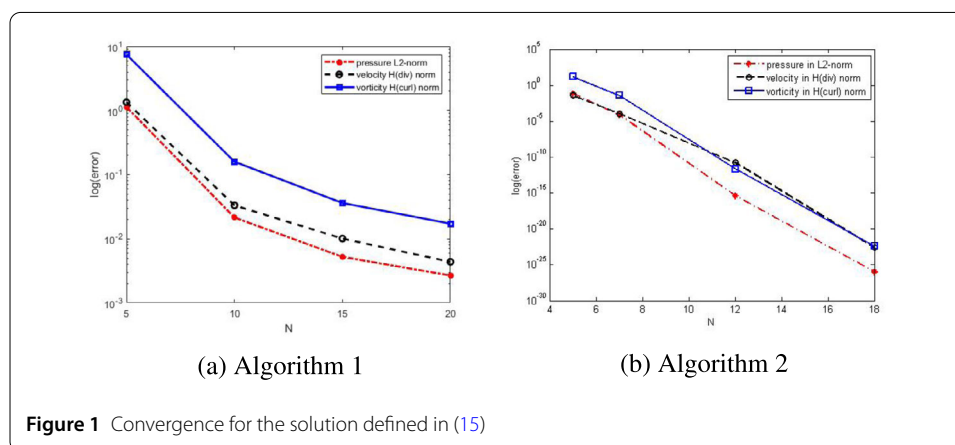 10^1
10^0
10^-1
10^-2
10^-3
log(error)
5
10
15
20
N
pressure L2-norm
velocity H(div) norm
vorticity H(curl) norm
(a) Algorithm 1
10^5
10^0
10^-5
10^-10
10^-15
10^-20
10^-25
10^-30
log(error)
4
6
8
10
12
14
16
18
N
pressure in L2-norm
velocity in H(div) norm
vorticity in H(curl) norm
(b) Algorithm 2
Figure 1 Convergence for the solution defined in (15)